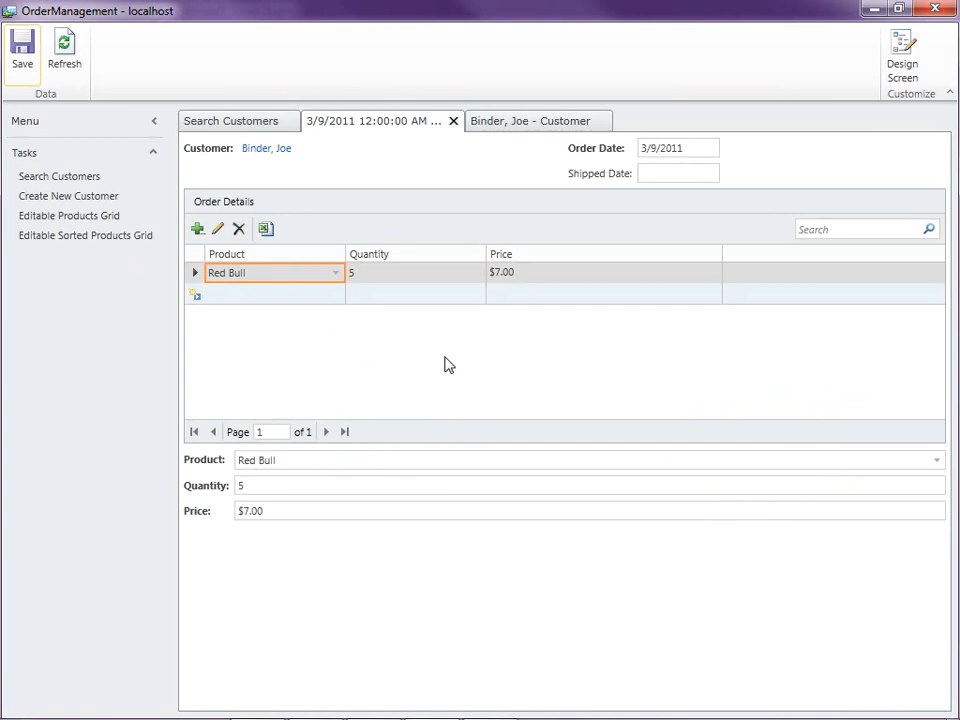 OrderManagement - localhost
Save
Refresh
Data
Design
Screen
Customize
Menu
Tasks
Search Customers
Create New Customer
Editable Products Grid
Editable Sorted Products Grid
Search Customers
3/9/2011 12:00:00 AM ...
Binder, Joe - Customer
Customer: Binder, Joe
Order Date: 3/9/2011
Shipped Date:
Order Details
Search
Product Quantity Price
Red Bull 5 $7.00
Page 1 of 1
Product: Red Bull
Quantity: 5
Price: $7.00